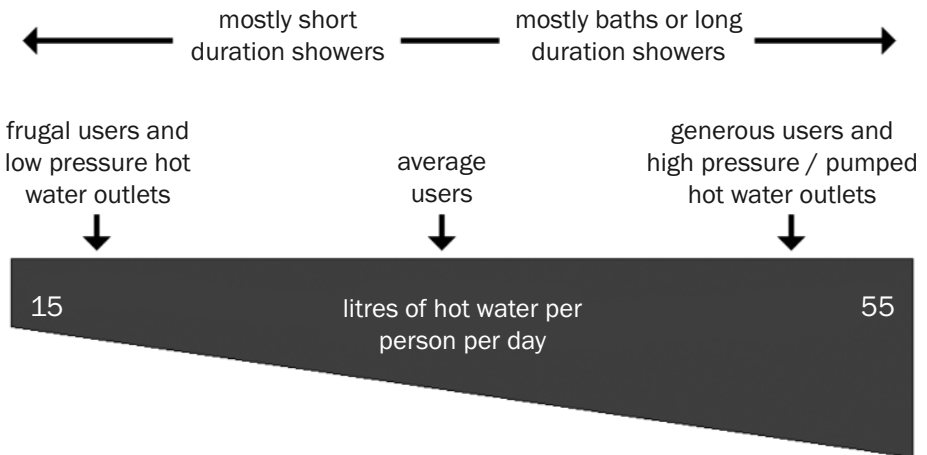 mostly short
duration showers
mostly baths or long
duration showers
frugal users and
low pressure hot
water outlets
average
users
generous users and
high pressure / pumped
hot water outlets
15
litres of hot water per
person per day
55